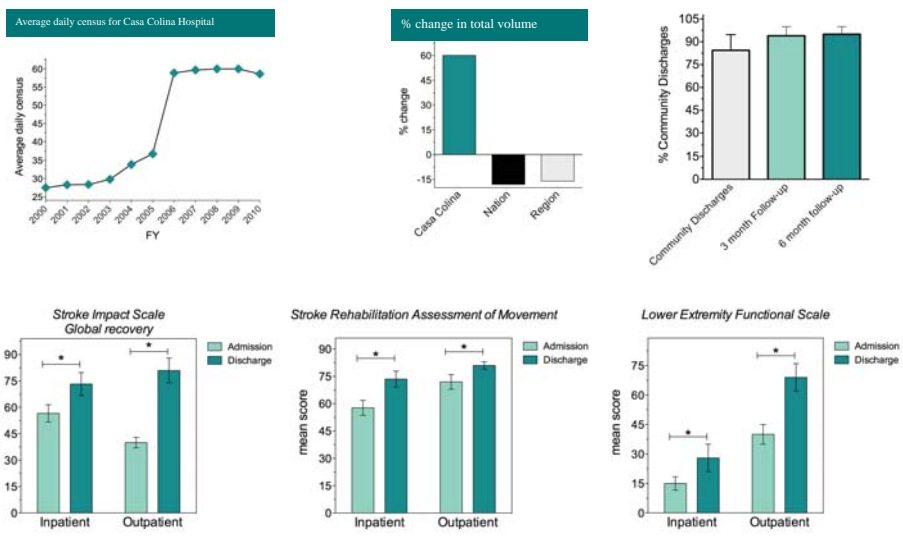 Average daily census for Casa Colina Hospital
Average daily census
60
55
50
45
40
35
30
25
2000
2001
2002
2003
2004
2005
2006
2007
2008
2009
2010
FY
% change in total volume
% change
60
45
30
15
0
-15
Casa Colina
Nation
Region
% Community Discharges
105
90
75
60
45
30
15
0
Community Discharges
3 month Follow-up
6 month follow-up
Stroke Impact Scale
Global recovery
90
75
60
45
30
15
0
*
*
Admission
Discharge
Inpatient
Outpatient
Stroke Rehabilitation Assessment of Movement
mean score
90
75
60
45
30
15
0
*
*
Admission
Discharge
Inpatient
Outpatient
Lower Extremity Functional Scale
mean score
75
60
45
30
15
0
*
*
Admission
Discharge
Inpatient
Outpatient